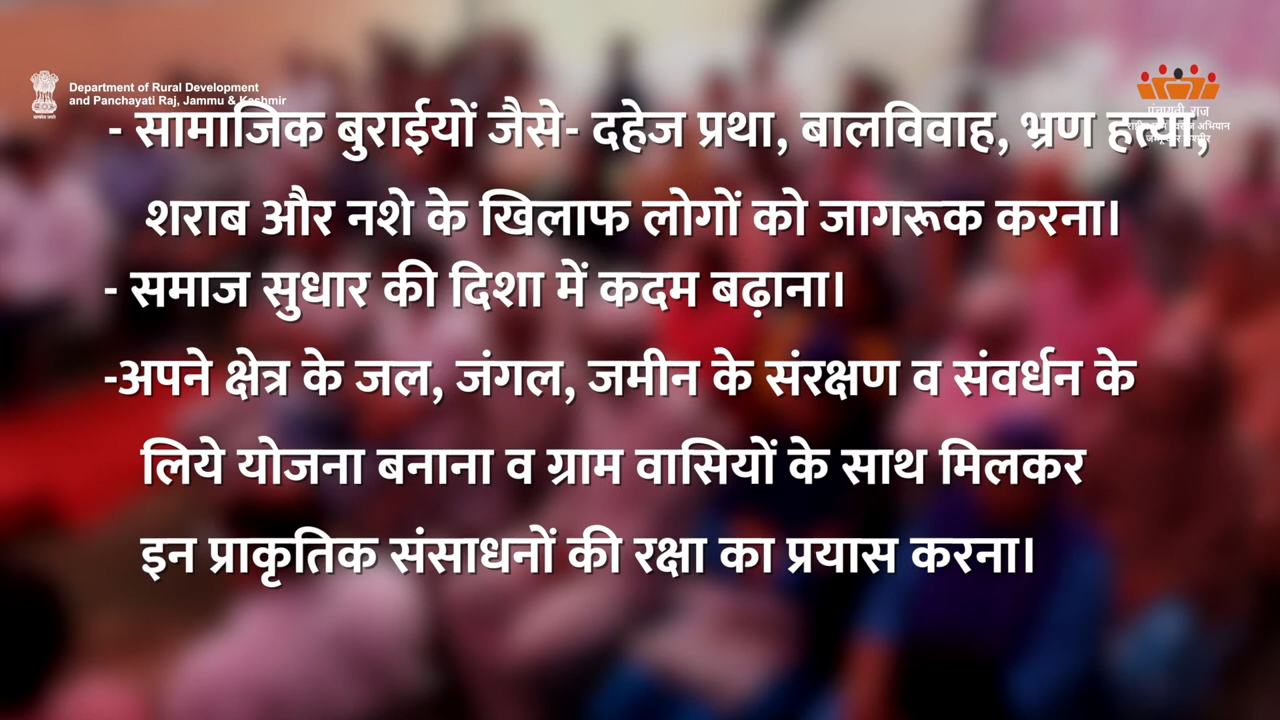 Department of Rural Development
and Panchayati Raj, Jammu & Kashmir
पंचायती राज
- सामाजिक बुराईयों जैसे- दहेज प्रथा, बालविवाह, भ्रण हत्या,
शराब और नशे के खिलाफ लोगों को जागरूक करना।
- समाज सुधार की दिशा में कदम बढ़ाना।
-अपने क्षेत्र के जल, जंगल, जमीन के संरक्षण व संवर्धन के
लिये योजना बनाना व ग्राम वासियों के साथ मिलकर
इन प्राकृतिक संसाधनों की रक्षा का प्रयास करना।